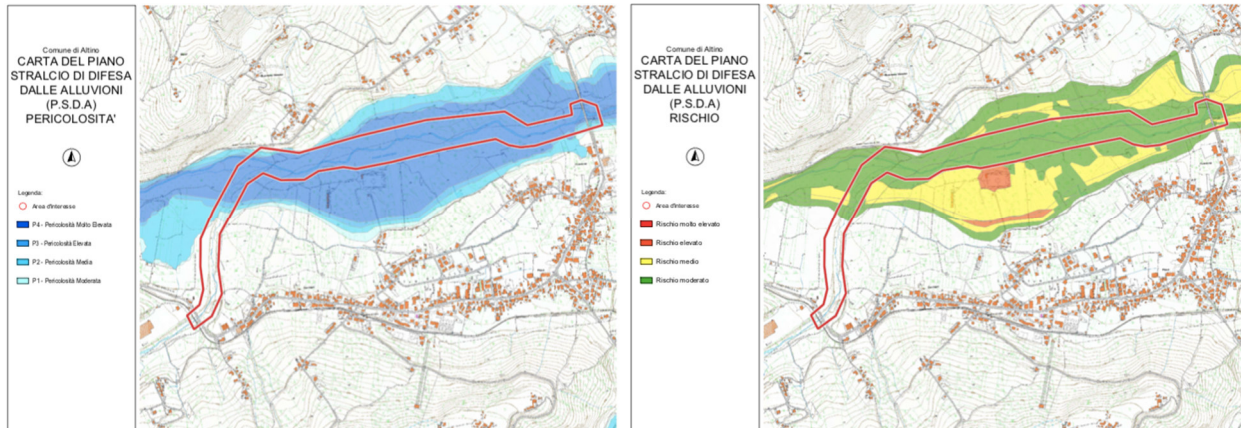 Comune di Altino
CARTA DEL PIANO
STRALCIO DI DIFESA
DALLE ALLUVIONI
(P.S.D.A)
PERICOLOSITA'
Legenda:
Area d'interesse
P4 - Pericolosità Molto Elevata
P3 - Pericolosità Elevata
P2 - Pericolosità Media
P1 - Pericolosità Moderata
Comune di Altino
CARTA DEL PIANO
STRALCIO DI DIFESA
DALLE ALLUVIONI
(P.S.D.A)
RISCHIO
Legenda:
Area d'interesse
Rischio molto elevato
Rischio elevato
Rischio medio
Rischio moderato